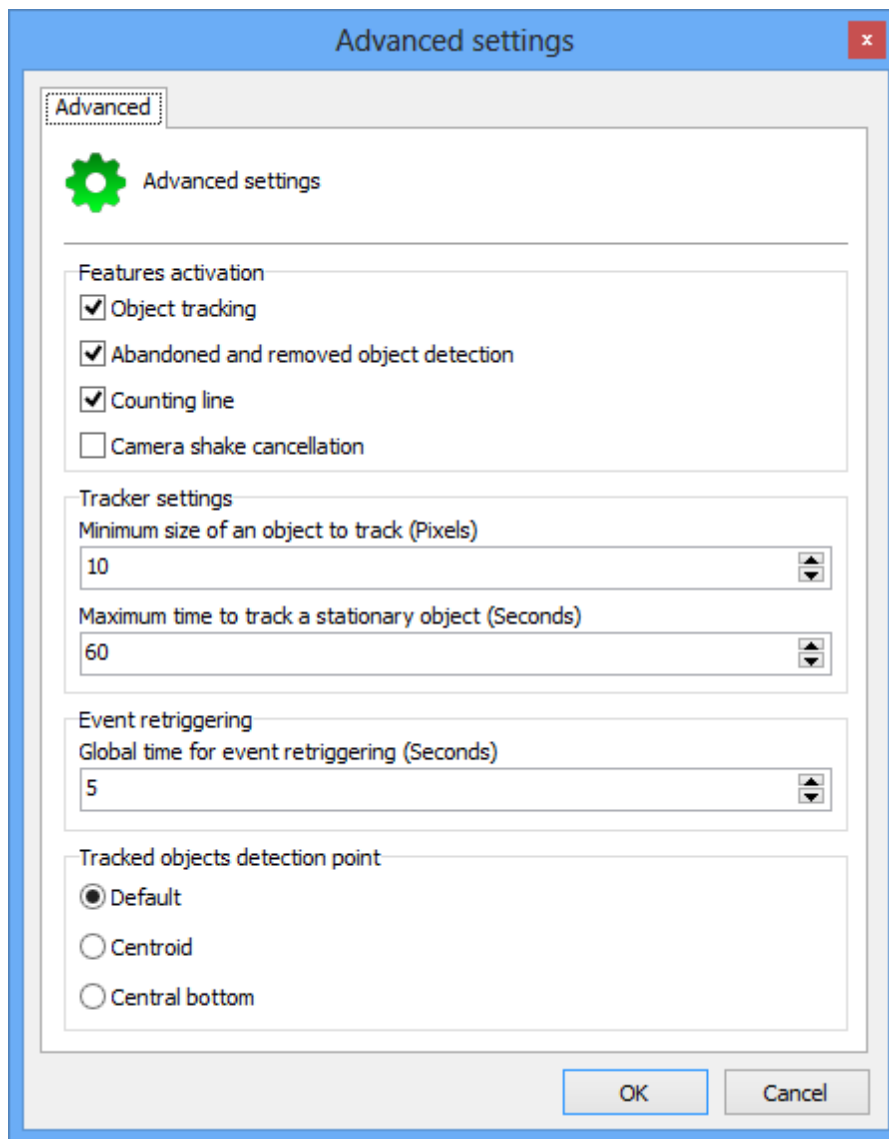 Advanced settings
x
Advanced
Advanced settings
Features activation
Object tracking
Abandoned and removed object detection
Counting line
Camera shake cancellation
Tracker settings
Minimum size of an object to track (Pixels)
10
Maximum time to track a stationary object (Seconds)
60
Event retriggering
Global time for event retriggering (Seconds)
5
Tracked objects detection point
Default
Centroid
Central bottom
OK Cancel